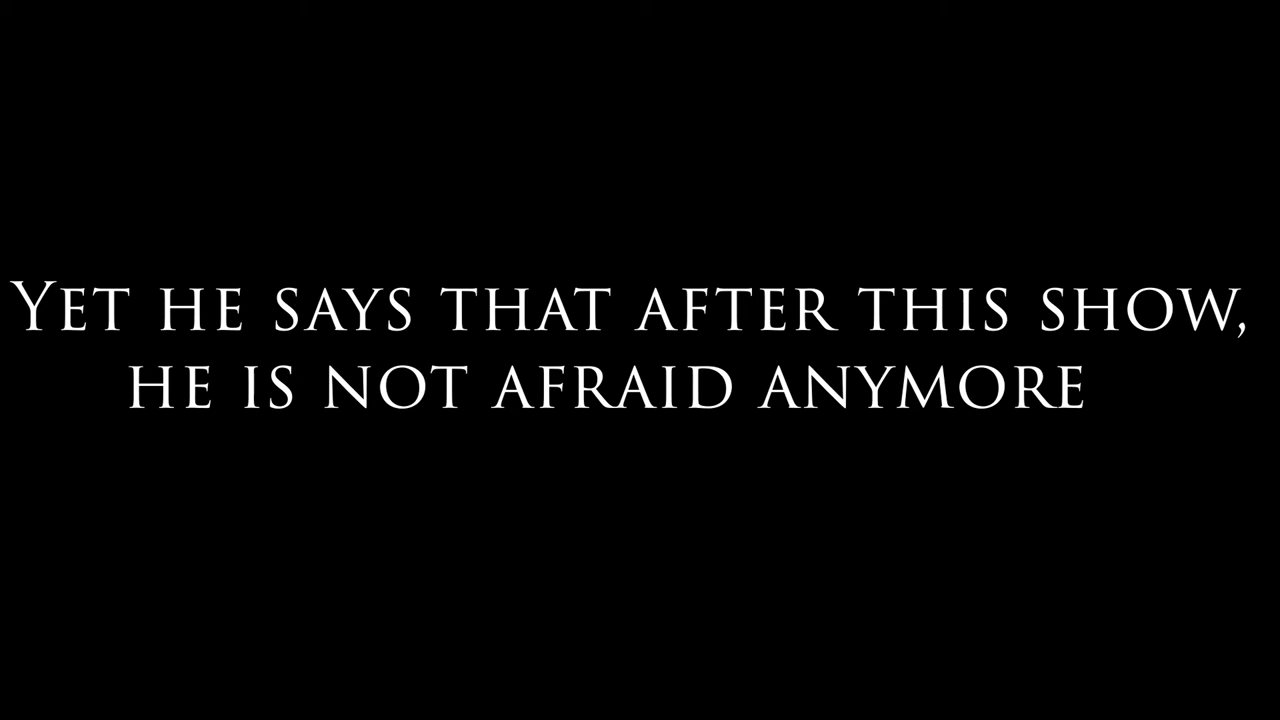 Yet he says that after this show,
he is not afraid anymore